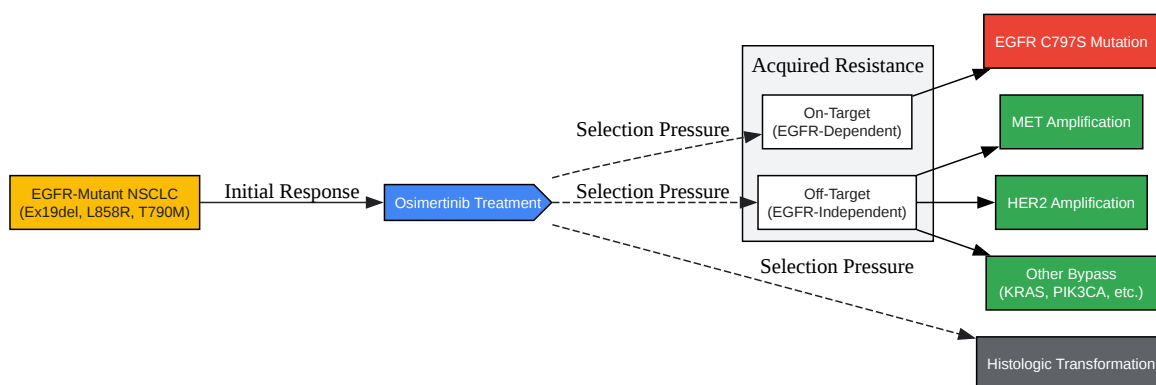 EGFR-Mutant NSCLC
(Ex19del, L858R, T790M)
Initial Response
Osimertinib Treatment
Selection Pressure
Selection Pressure
Selection Pressure
Acquired Resistance
On-Target
(EGFR-Dependent)
Off-Target
(EGFR-Independent)
EGFR C797S Mutation
MET Amplification
HER2 Amplification
Other Bypass
(KRAS, PIK3CA, etc.)
Histologic Transformation